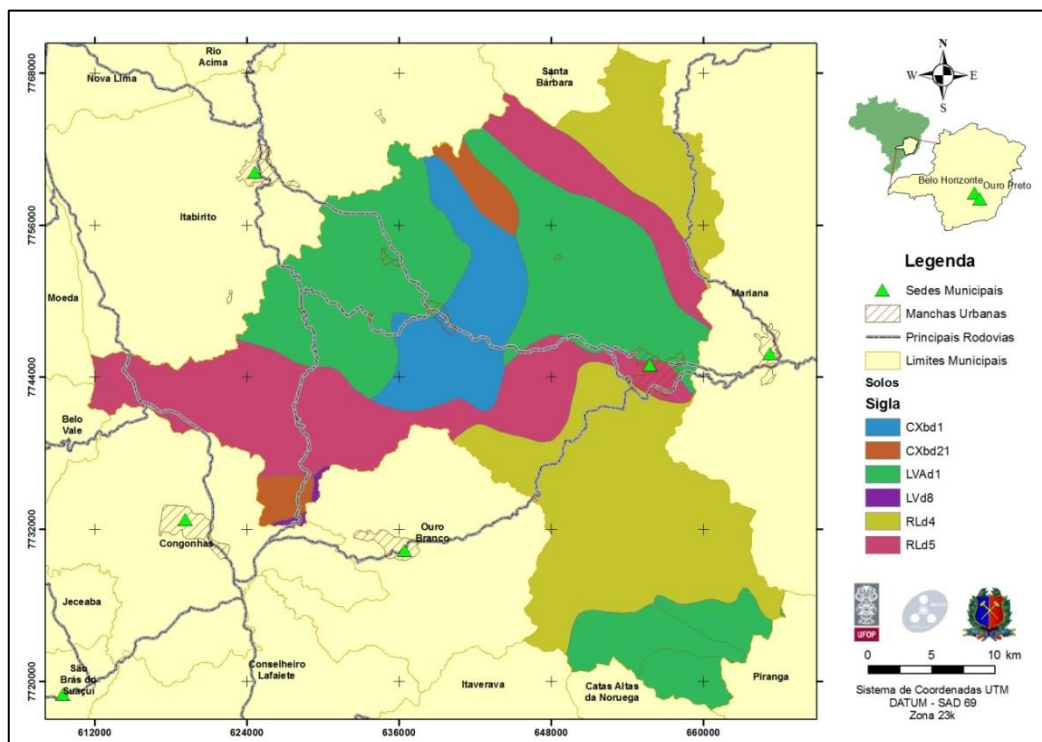 Rio
Acima
Nova Lima
Santa
Bárbara
Itabirito
Moeda
Mariana
Belo
Vale
Congonhas
Ouro
Branco
Jeceaba
São
Brás do
Suaçuí
Conselheiro
Lafaiete
Itaverava
Catas Altas
da Noruega
Piranga
7768000
7756000
7744000
7732000
7720000
612000
624000
636000
648000
660000
N
W
E
S
Belo Horizonte
Ouro Preto
Legenda
Sedes Municipais
Manchas Urbanas
Principais Rodovias
Limites Municipais
Solos
Sigla
CXbd1
CXbd21
LVAd1
LVd8
RLd4
RLd5
UFOP
0 5 10 km
Sistema de Coordenadas UTM
DATUM - SAD 69
Zona 23k